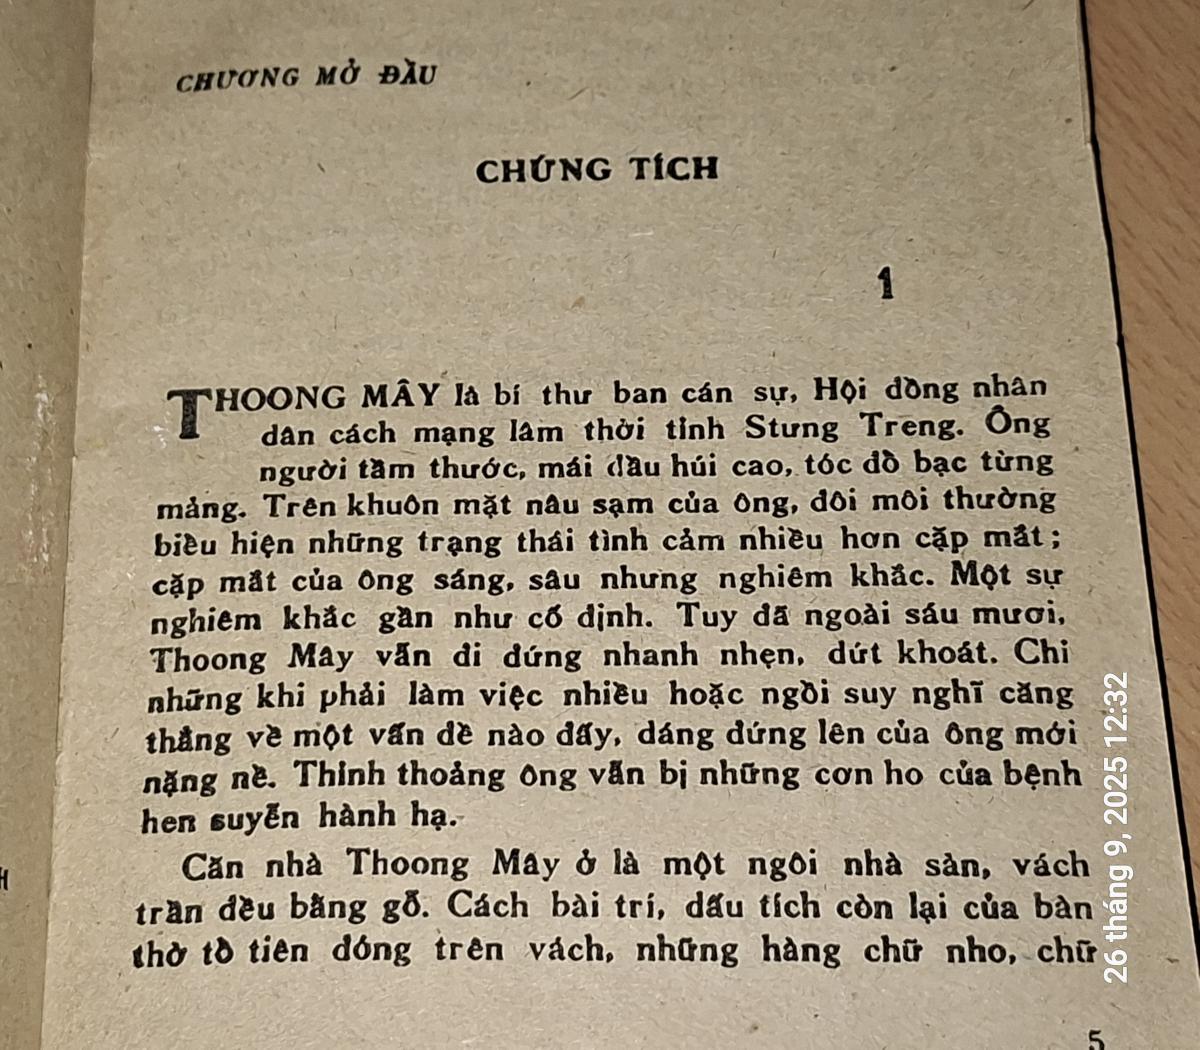 CHƯƠNG MỞ ĐẦU
CHỨNG TÍCH
1
THOONG MÂY là bí thư ban cán sự, Hội đồng nhân
dân cách mạng lâm thời tỉnh Stung Treng. Ông
người tầm thước, mái đầu húi cao, tóc đỏ bạc từng
mảng. Trên khuôn mặt nâu sạm của ông, đôi môi thường
biểu hiện những trạng thái tình cảm nhiều hơn cặp mắt;
cặp mắt của ông sáng, sâu nhưng nghiêm khắc. Một sự
nghiêm khắc gần như cố định. Tuy đã ngoài sáu mươi,
Thoong Mây vẫn đi đứng nhanh nhẹn, dứt khoát. Chỉ
những khi phải làm việc nhiều hoặc ngồi suy nghĩ căng
thẳng về một vấn đề nào đấy, dáng đứng lên của ông mới
nặng nề. Thỉnh thoảng ông vẫn bị những cơn ho của bệnh
hen suyễn hành hạ.
Căn nhà Thoong Mây ở là một ngôi nhà sàn, vách
trần đều bằng gỗ. Cách bài trí, dấu tích còn lại của bàn
thờ tổ tiên đóng trên vách, những hàng chữ nho, chữ
5
H
26 tháng 9, 2025 12:32